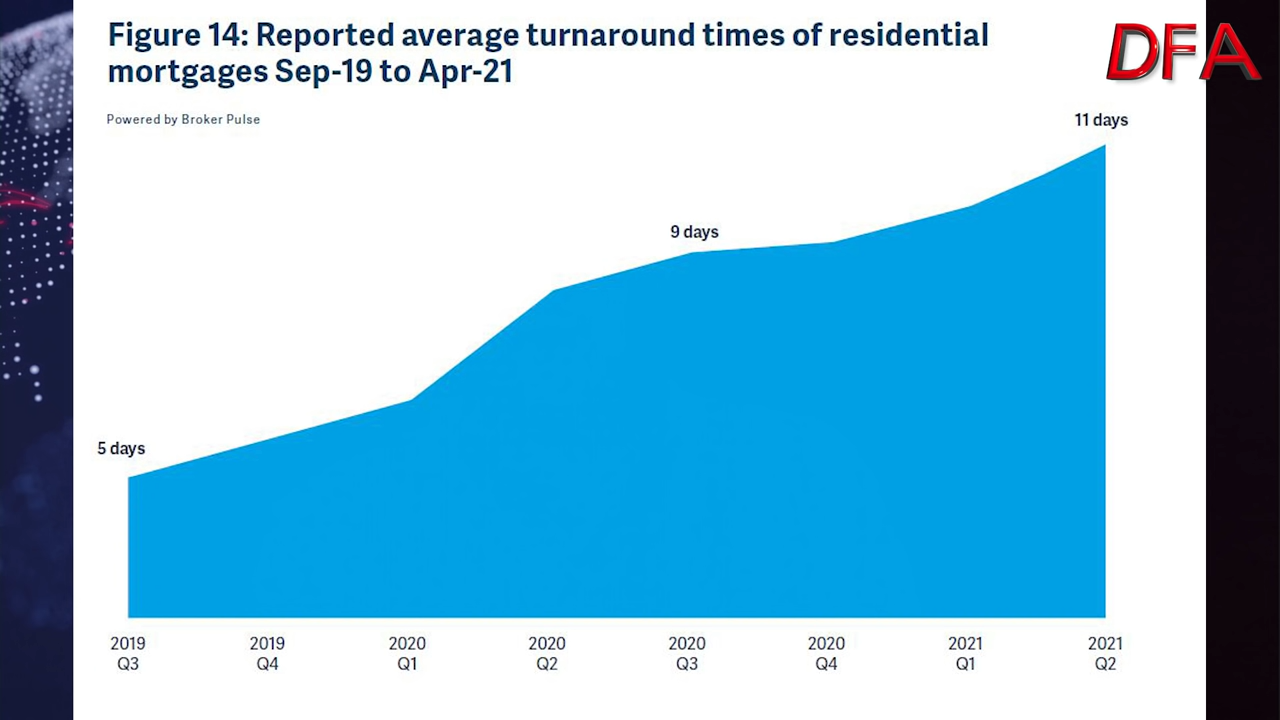 Figure 14: Reported average turnaround times of residential
mortgages Sep-19 to Apr-21
DFA
Powered by Broker Pulse
11 days
9 days
5 days
2019 2019 2020 2020 2020 2020 2021 2021
Q3 Q4 Q1 Q2 Q3 Q4 Q1 Q2